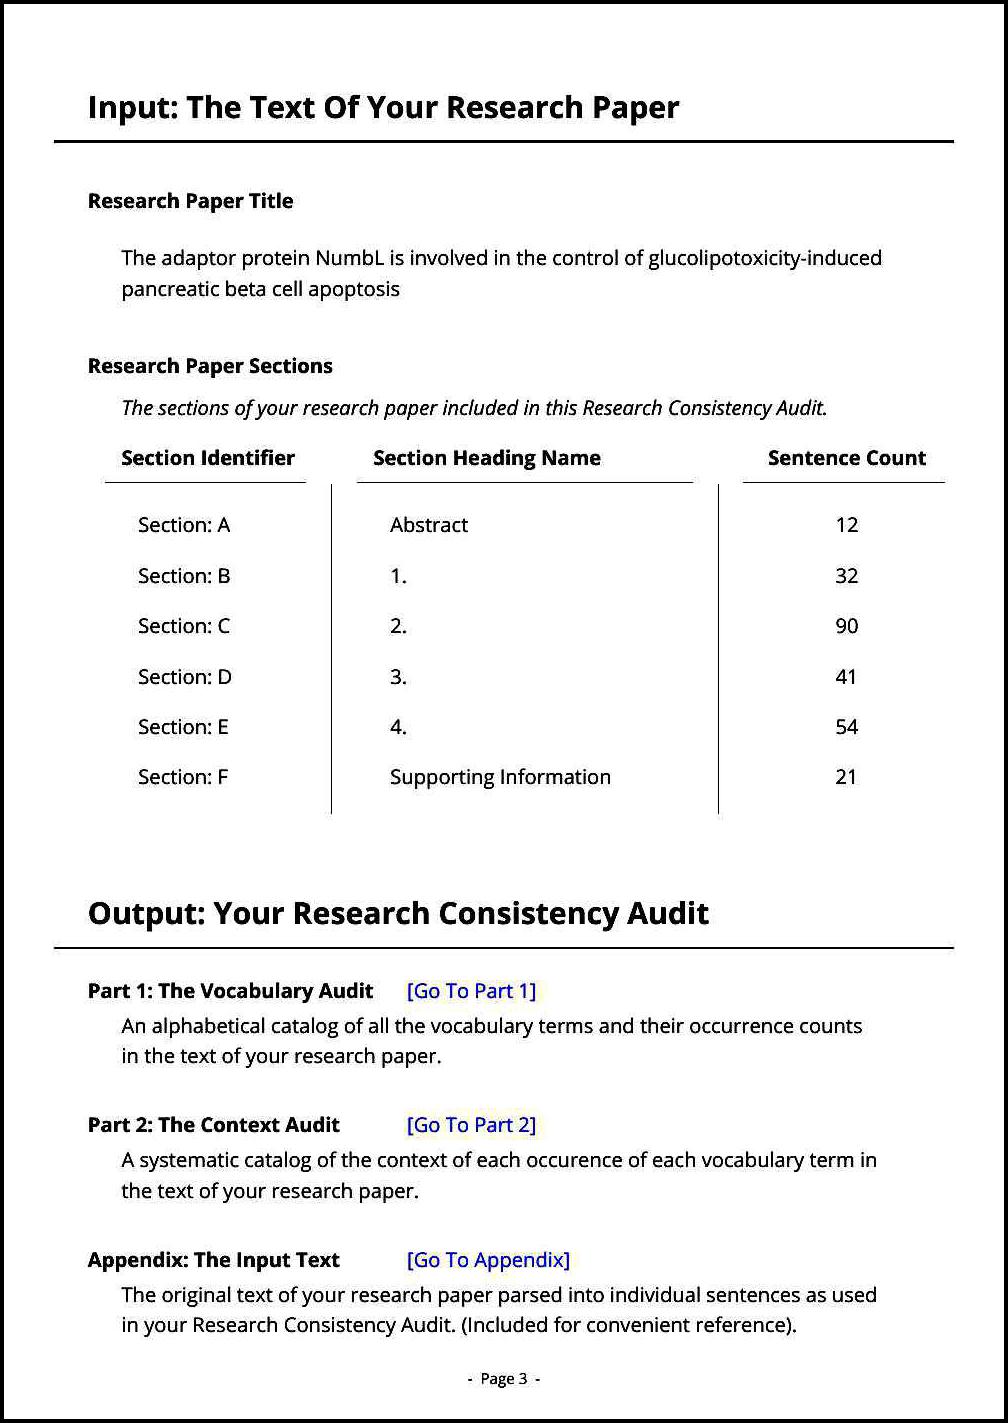 Input: The Text Of Your Research Paper
Research Paper Title
The adaptor protein NumbL is involved in the control of glucolipotoxicity-induced
pancreatic beta cell apoptosis
Research Paper Sections
The sections of your research paper included in this Research Consistency Audit.
Section Identifier Section Heading Name Sentence Count
Section: A Abstract 12
Section: B 1. 32
Section: C 2. 90
Section: D 3. 41
Section: E 4. 54
Section: F Supporting Information 21
Output: Your Research Consistency Audit
Part 1: The Vocabulary Audit [Go To Part 1]
An alphabetical catalog of all the vocabulary terms and their occurrence counts
in the text of your research paper.
Part 2: The Context Audit [Go To Part 2]
A systematic catalog of the context of each occurence of each vocabulary term in
the text of your research paper.
Appendix: The Input Text [Go To Appendix]
The original text of your research paper parsed into individual sentences as used
in your Research Consistency Audit. (Included for convenient reference).
- Page 3 -